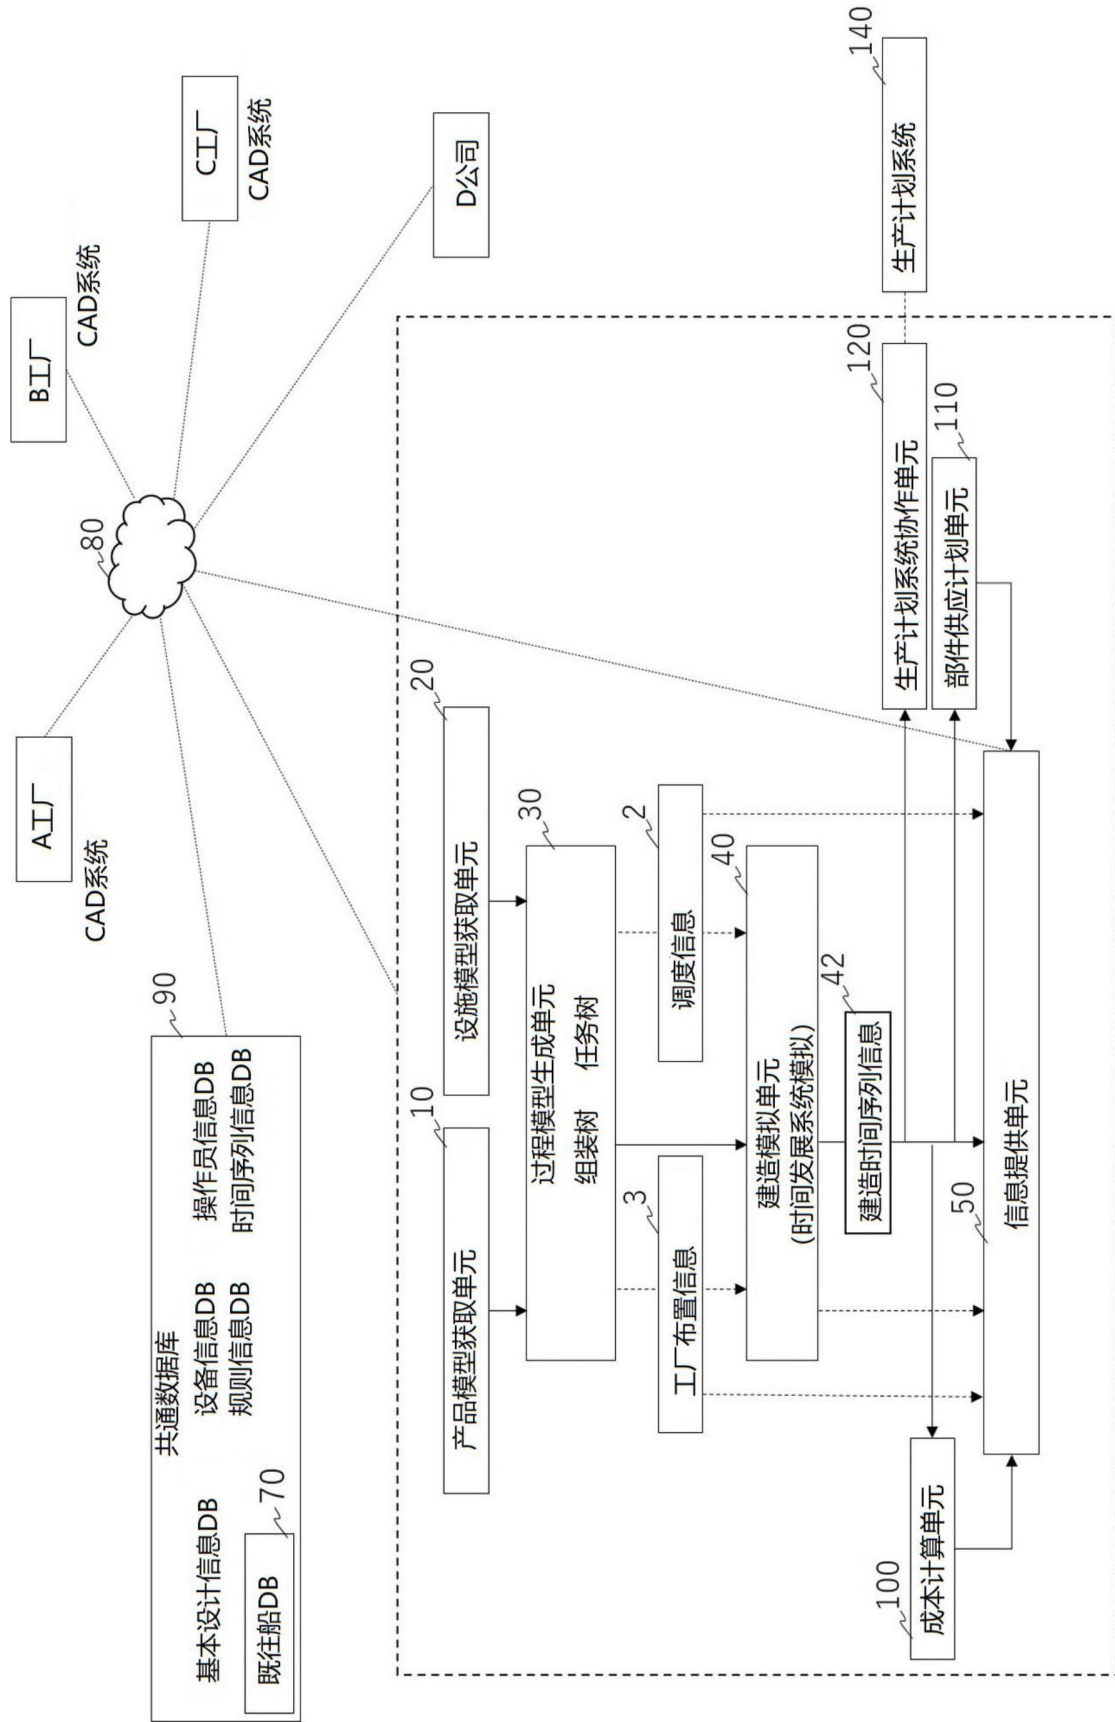 A工厂
CAD系统
80
B工厂
CAD系统
C工厂
CAD系统
D公司
90
共通数据库
基本设计信息DB
设备信息DB
操作员信息DB
规则信息DB
时间序列信息DB
70
既往船DB
10
产品模型获取单元
20
设施模型获取单元
30
过程模型生成单元
组装树
任务树
3
工厂布置信息
2
调度信息
40
建造模拟单元
(时间发展系统模拟)
42
建造时间序列信息
120
生产计划系统协作单元
140
生产计划系统
110
部件供应计划单元
100
成本计算单元
50
信息提供单元